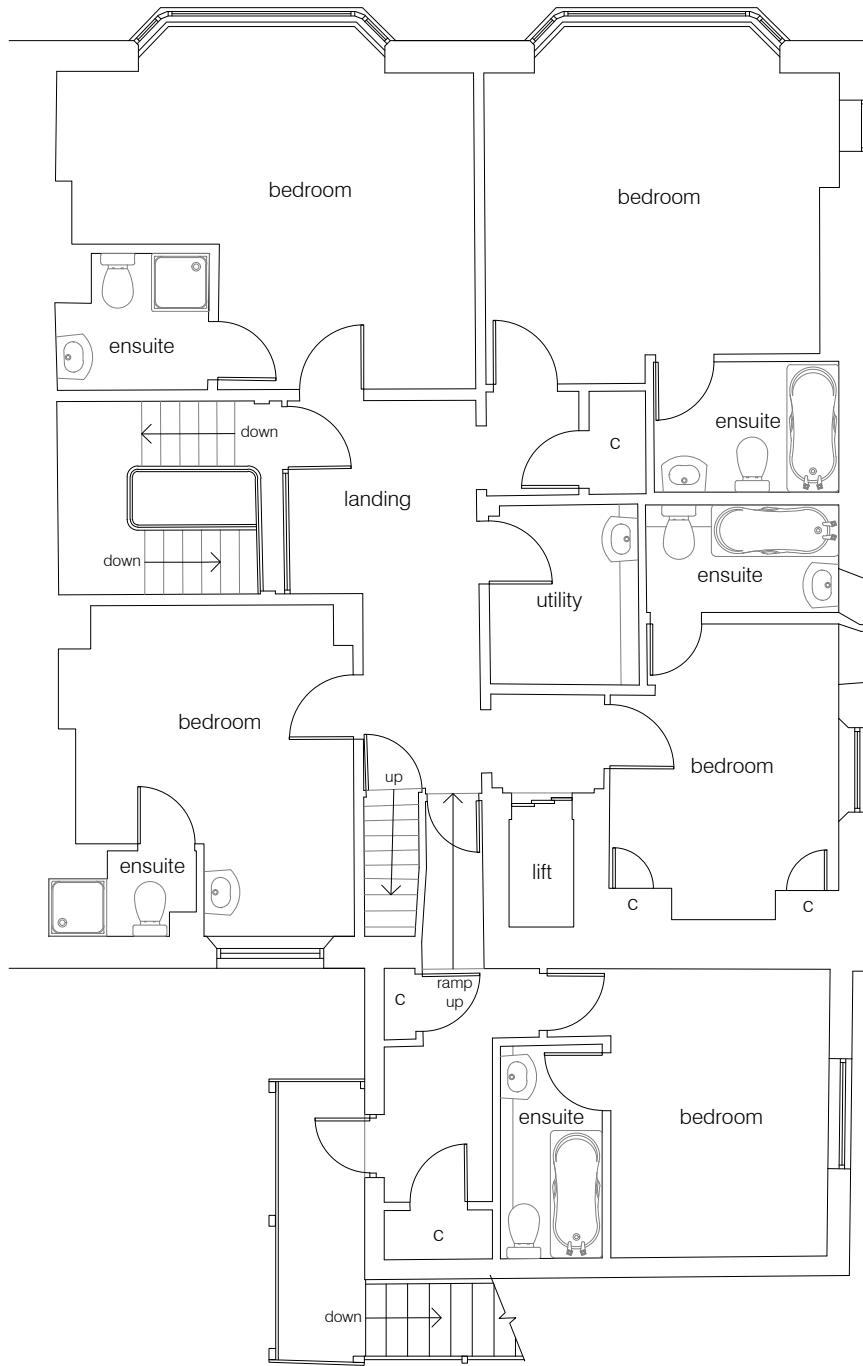 bedroom
bedroom
ensuite
down
ensuite
C
landing
down
ensuite
utility
bedroom
bedroom
up
ensuite
lift
C
C
ramp
up
C
ensuite
bedroom
C
down